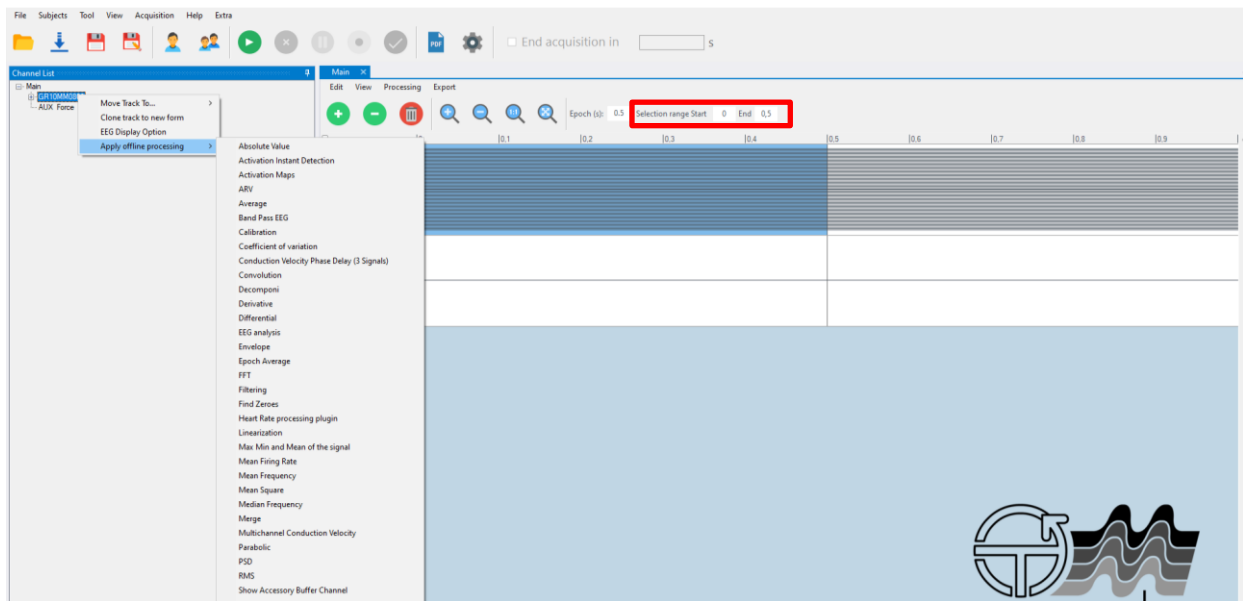 File Subjects Tool View Acquisition Help Extra
PDF End acquisition in s
Channel List
Main
AUX Force
Move Track To...
Clone track to new form
EEG Display Option
Apply offline processing
Absolute Value
Activation Instant Detection
Activation Maps
ARV
Average
Band Pass EEG
Calibration
Coefficient of variation
Conduction Velocity Phase Delay (3 Signals)
Convolution
Decomponi
Derivative
Differential
EEG analysis
Envelope
Epoch Average
FFT
Filtering
Find Zeroes
Heart Rate processing plugin
Linearization
Max Min and Mean of the signal
Mean Firing Rate
Mean Frequency
Mean Square
Median Frequency
Merge
Multichannel Conduction Velocity
Parabolic
PSD
RMS
Show Accessory Buffer Channel
Main
Edit View Processing Export
1:1 Epoch (s): 0.5 Selection range Start 0 End 0,5
0,1 0,2 0,3 0,4 0,5 0,6 0,7 0,8 0,9